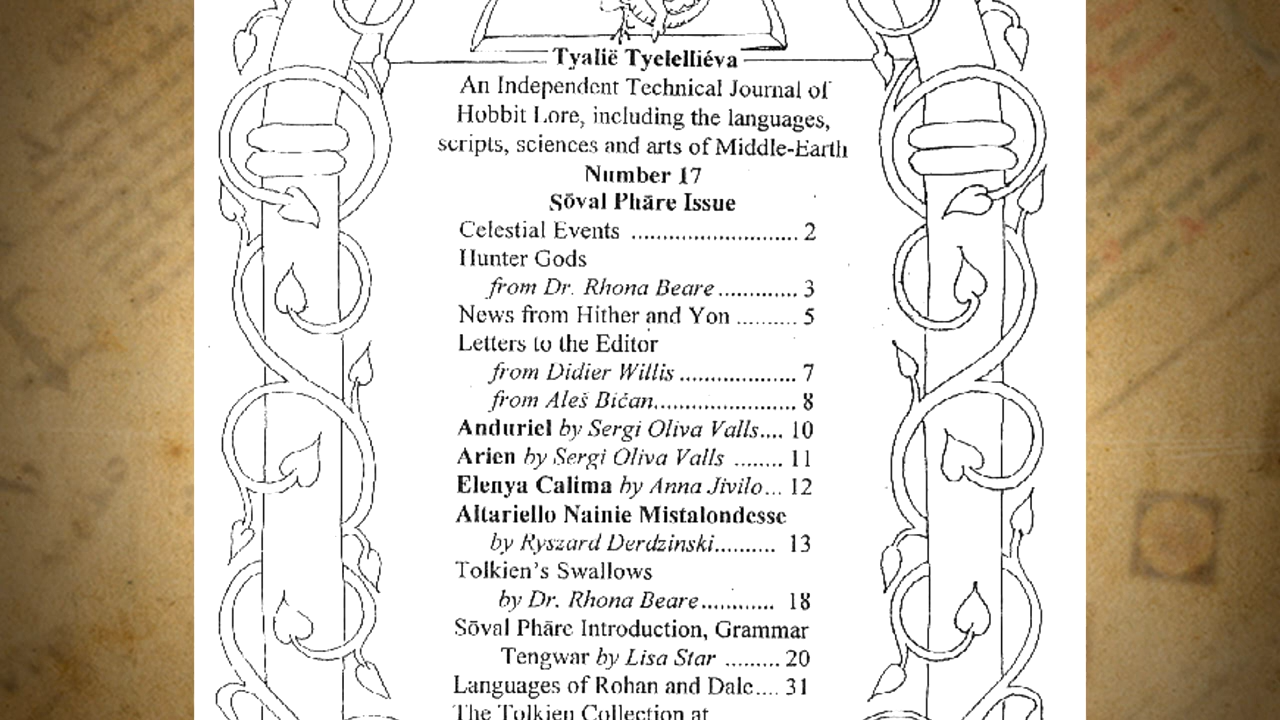 Tyalië Tyelelliéva
An Independent Technical Journal of
Hobbit Lore, including the languages,
scripts, sciences and arts of Middle-Earth
Number 17
Sōval Phāre Issue
Celestial Events .......................... 2
Hunter Gods
from Dr. Rhona Beare ............. 3
News from Hither and Yon .......... 5
Letters to the Editor
from Didier Willis ................... 7
from Aleš Bičan....................... 8
Anduriel by Sergi Oliva Valls.... 10
Arien by Sergi Oliva Valls ........ 11
Elenya Calima by Anna Jivilo... 12
Altariello Nainie Mistalondesse
by Ryszard Derdzinski.......... 13
Tolkien's Swallows
by Dr. Rhona Beare............ 18
Sōval Phāre Introduction, Grammar
Tengwar by Lisa Star ......... 20
Languages of Rohan and Dale.... 31
The Tolkien Collection at